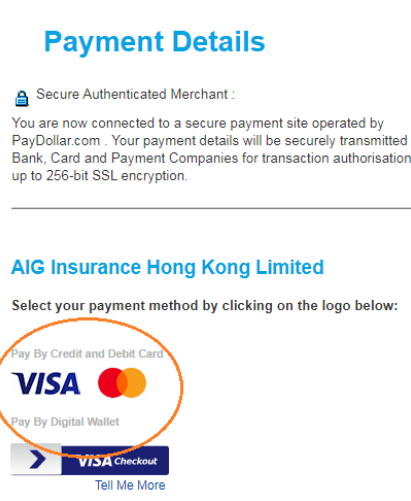 Payment Details
Secure Authenticated Merchant :
You are now connected to a secure payment site operated by
PayDollar.com . Your payment details will be securely transmitted
Bank, Card and Payment Companies for transaction authorisation
up to 256-bit SSL encryption.
AIG Insurance Hong Kong Limited
Select your payment method by clicking on the logo below:
Pay By Credit and Debit Card
VISA
Pay By Digital Wallet
VISA Checkout
Tell Me More